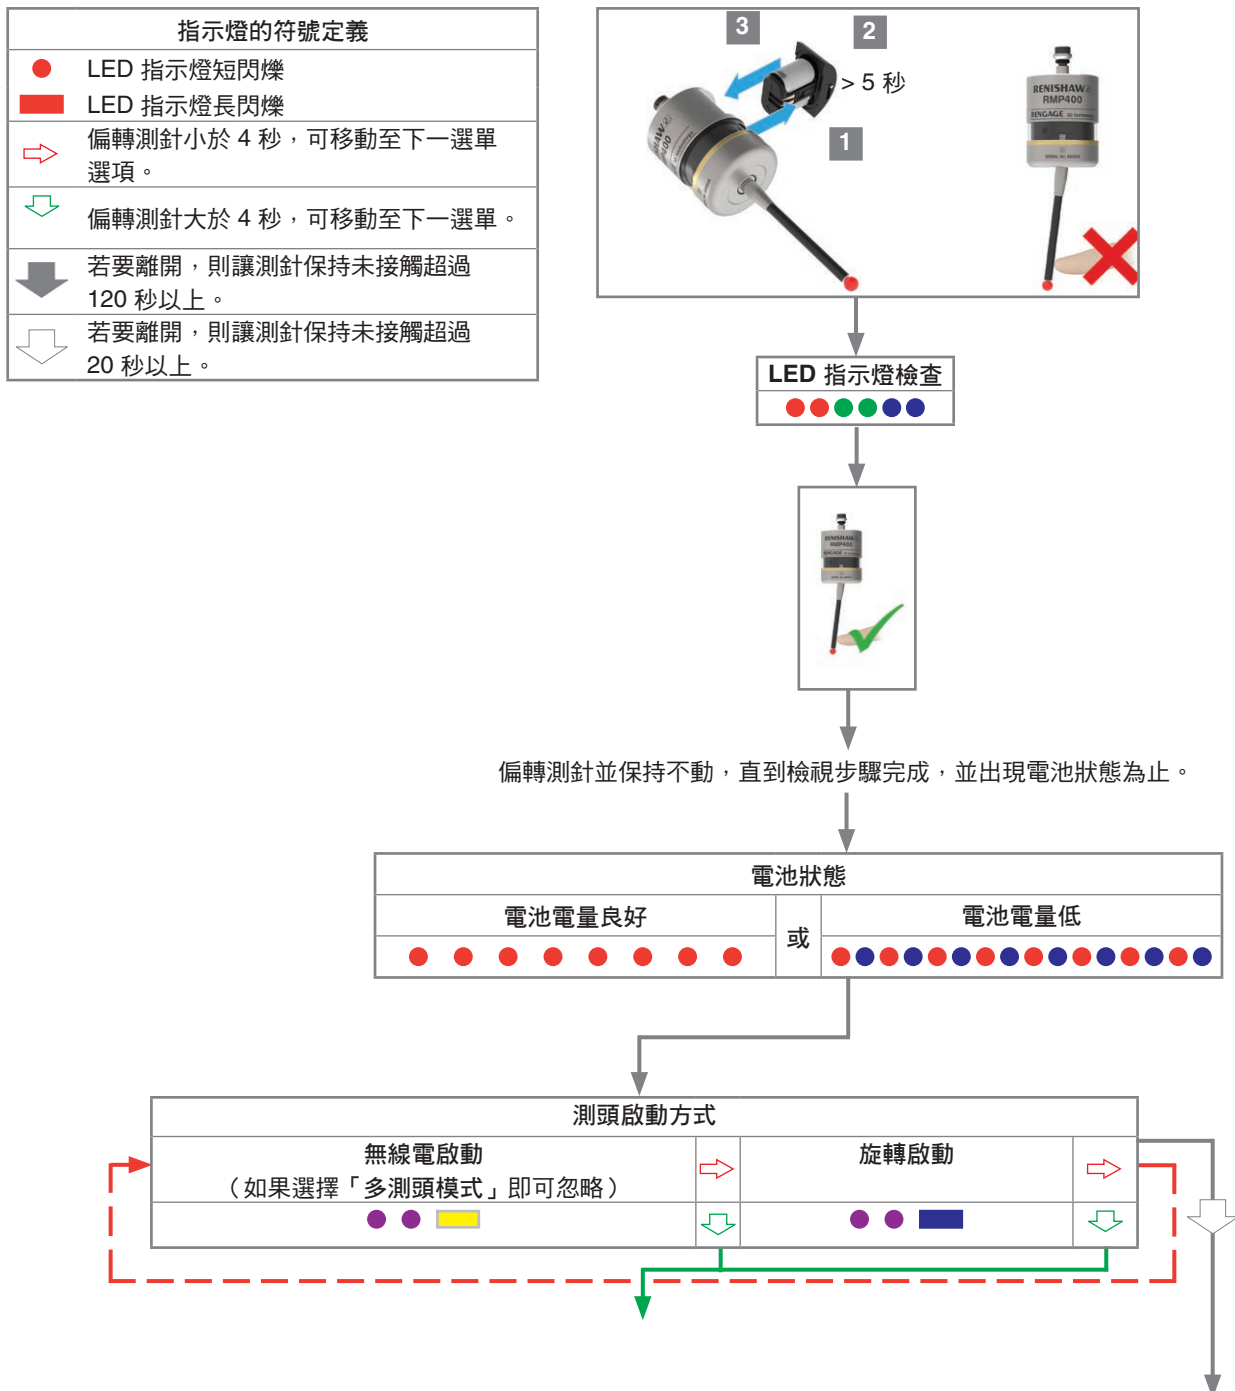 指示燈的符號定義
LED 指示燈短閃爍
LED 指示燈長閃爍
偏轉測針小於 4 秒，可移動至下一選單
選項。
偏轉測針大於 4 秒，可移動至下一選單。
若要離開，則讓測針保持未接觸超過
120 秒以上。
若要離開，則讓測針保持未接觸超過
20 秒以上。
3
2
> 5 秒
1
RENISHAW
RMP400
RENGAGE
LED 指示燈檢查
RENISHAW
RMP400
RENGAGE
偏轉測針並保持不動，直到檢視步驟完成，並出現電池狀態為止。
電池狀態
電池電量良好
或
電池電量低
測頭啟動方式
無線電啟動
（如果選擇「多測頭模式」即可忽略）
旋轉啟動